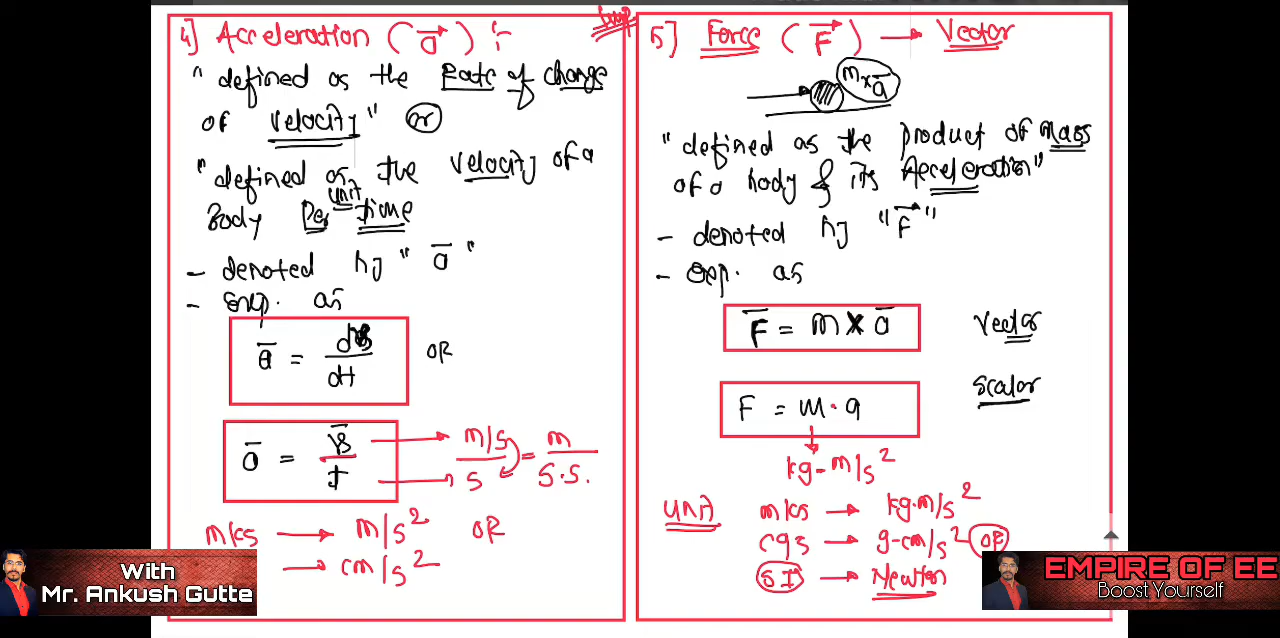 4] Acceleration (a) :-
"defined as the Rate of change
of velocity" or
"defined as the velocity of a
Body Per unit time
- denoted by "a"
- exp. as
a = dv/dt OR
a = v/t → m/s / s = m / s.s.
mks → m/s² OR
→ cm/s²
Imp
5] Force (F) → Vector
m×a
"defined as the product of mass
of a body & its Acceleration"
- denoted by "F"
- exp. as
F = m × a Vector
F = m · a Scalar
kg-m/s²
Unit mks → kg.m/s²
cgs → g-cm/s² OR
SI → Newton
With
Mr. Ankush Gutte
EMPIRE OF EE
Boost Yourself